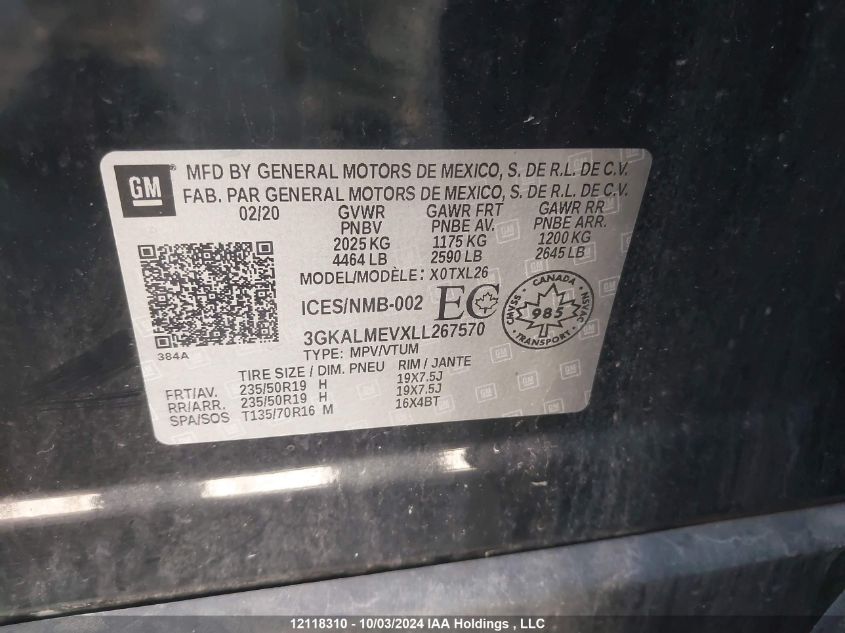 GM
MFD BY GENERAL MOTORS DE MEXICO, S. DE R.L. DE C.V.
FAB. PAR GENERAL MOTORS DE MEXICO, S. DE R.L. DE C.V.
02/20 GVWR GAWR FRT GAWR RR
PNBV PNBE AV. PNBE ARR.
2025 KG 1175 KG 1200 KG
4464 LB 2590 LB 2645 LB
MODEL/MODÈLE: X0TXL26
ICES/NMB-002 EC
CANADA
CMVSS 985 NSVAC
TRANSPORT
3GKALMEVXLL267570
384A
TYPE: MPV/VTUM
TIRE SIZE / DIM. PNEU RIM / JANTE
FRT/AV. 235/50R19 H 19X7.5J
RR/ARR. 235/50R19 H 19X7.5J
SPA/SOS T135/70R16 M 16X4BT
12118310 - 10/03/2024 IAA Holdings , LLC